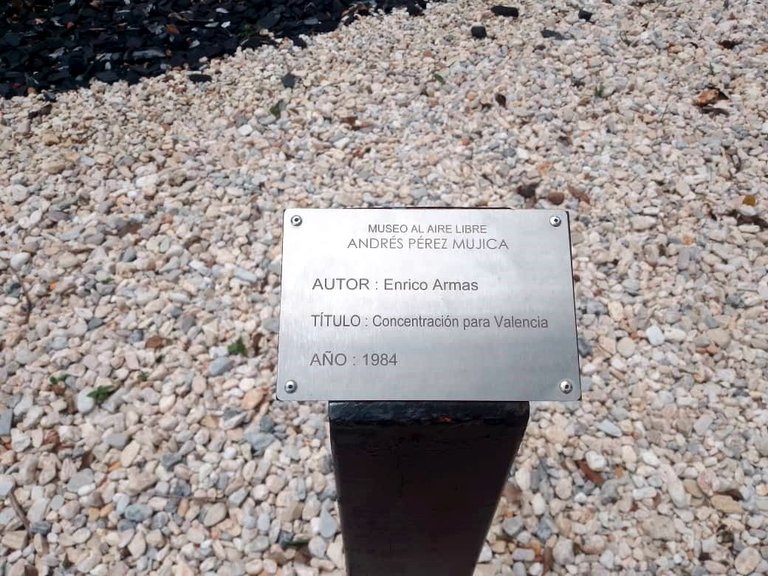 MUSEO AL AIRE LIBRE
ANDRÉS PÉREZ MUJICA
AUTOR : Enrico Armas
TÍTULO : Concentración para Valencia
AÑO : 1984